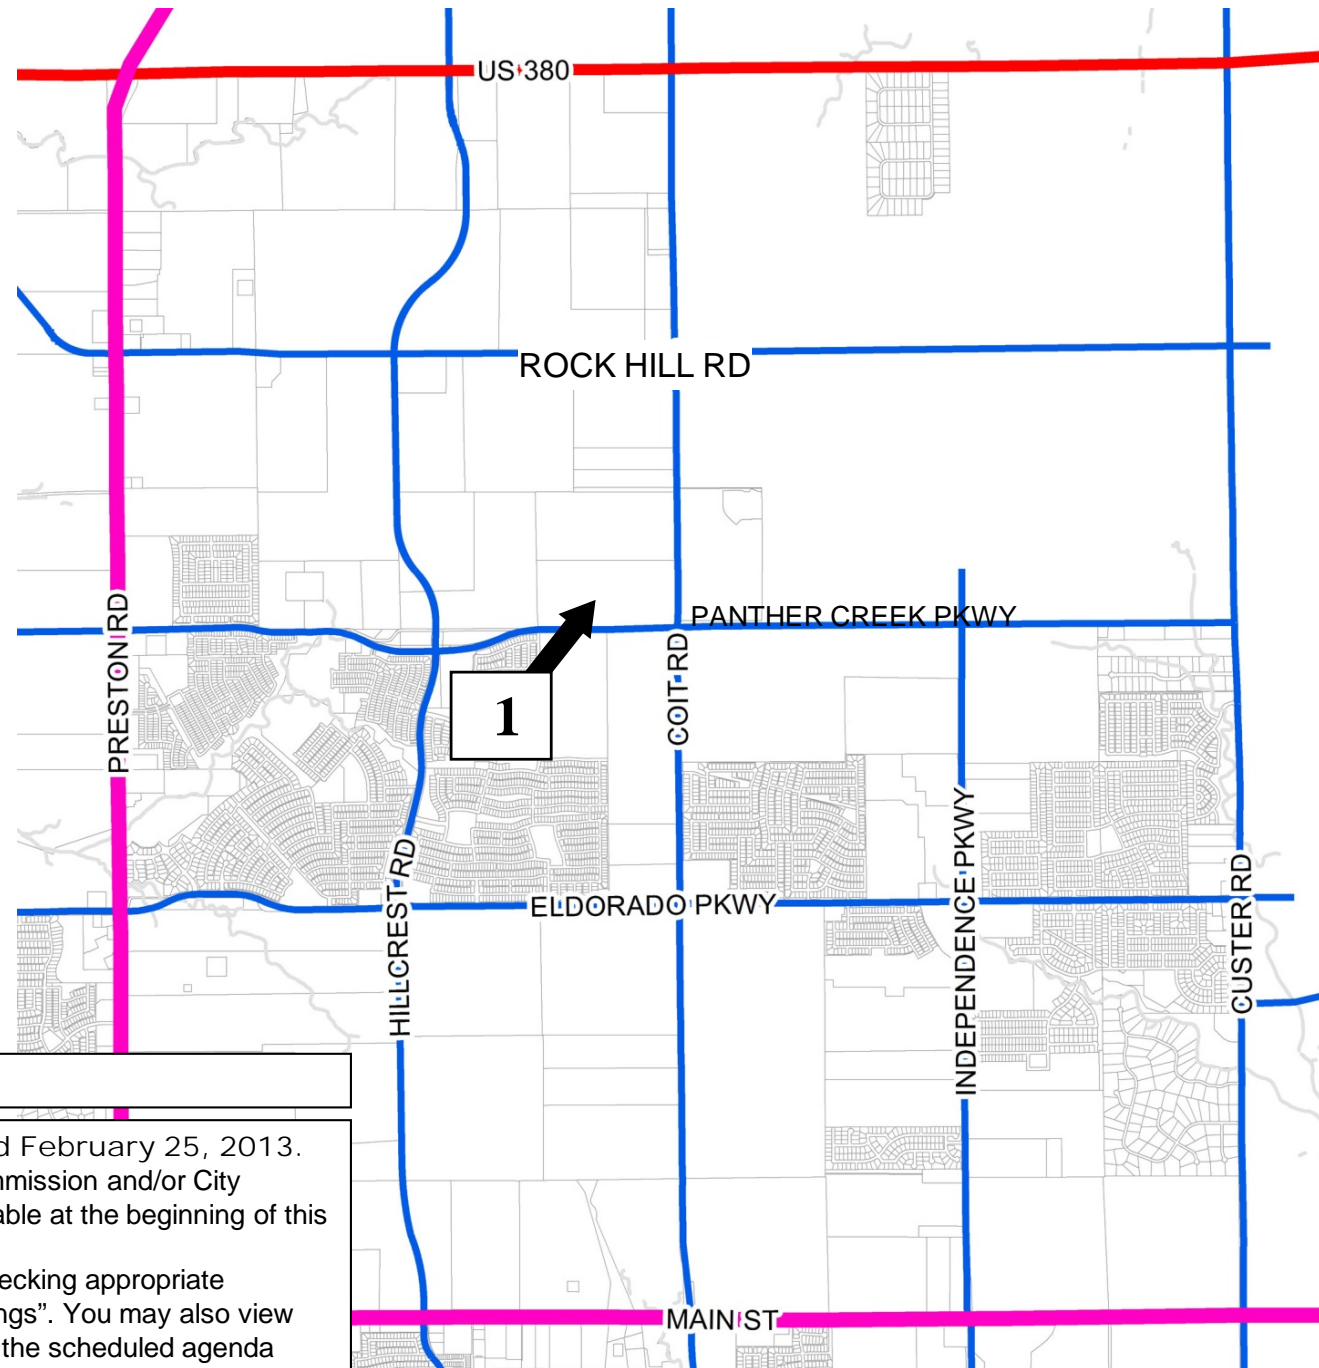 US 380
ROCK HILL RD
PANTHER CREEK PKWY
PRESTON RD
COIT RD
1
HILLCREST RD
ELDORADO PKWY
INDEPENDENCE PKWY
CUSTER RD
d February 25, 2013.
mmission and/or City
able at the beginning of this
ecking appropriate
ngs”. You may also view
the scheduled agenda
MAIN ST